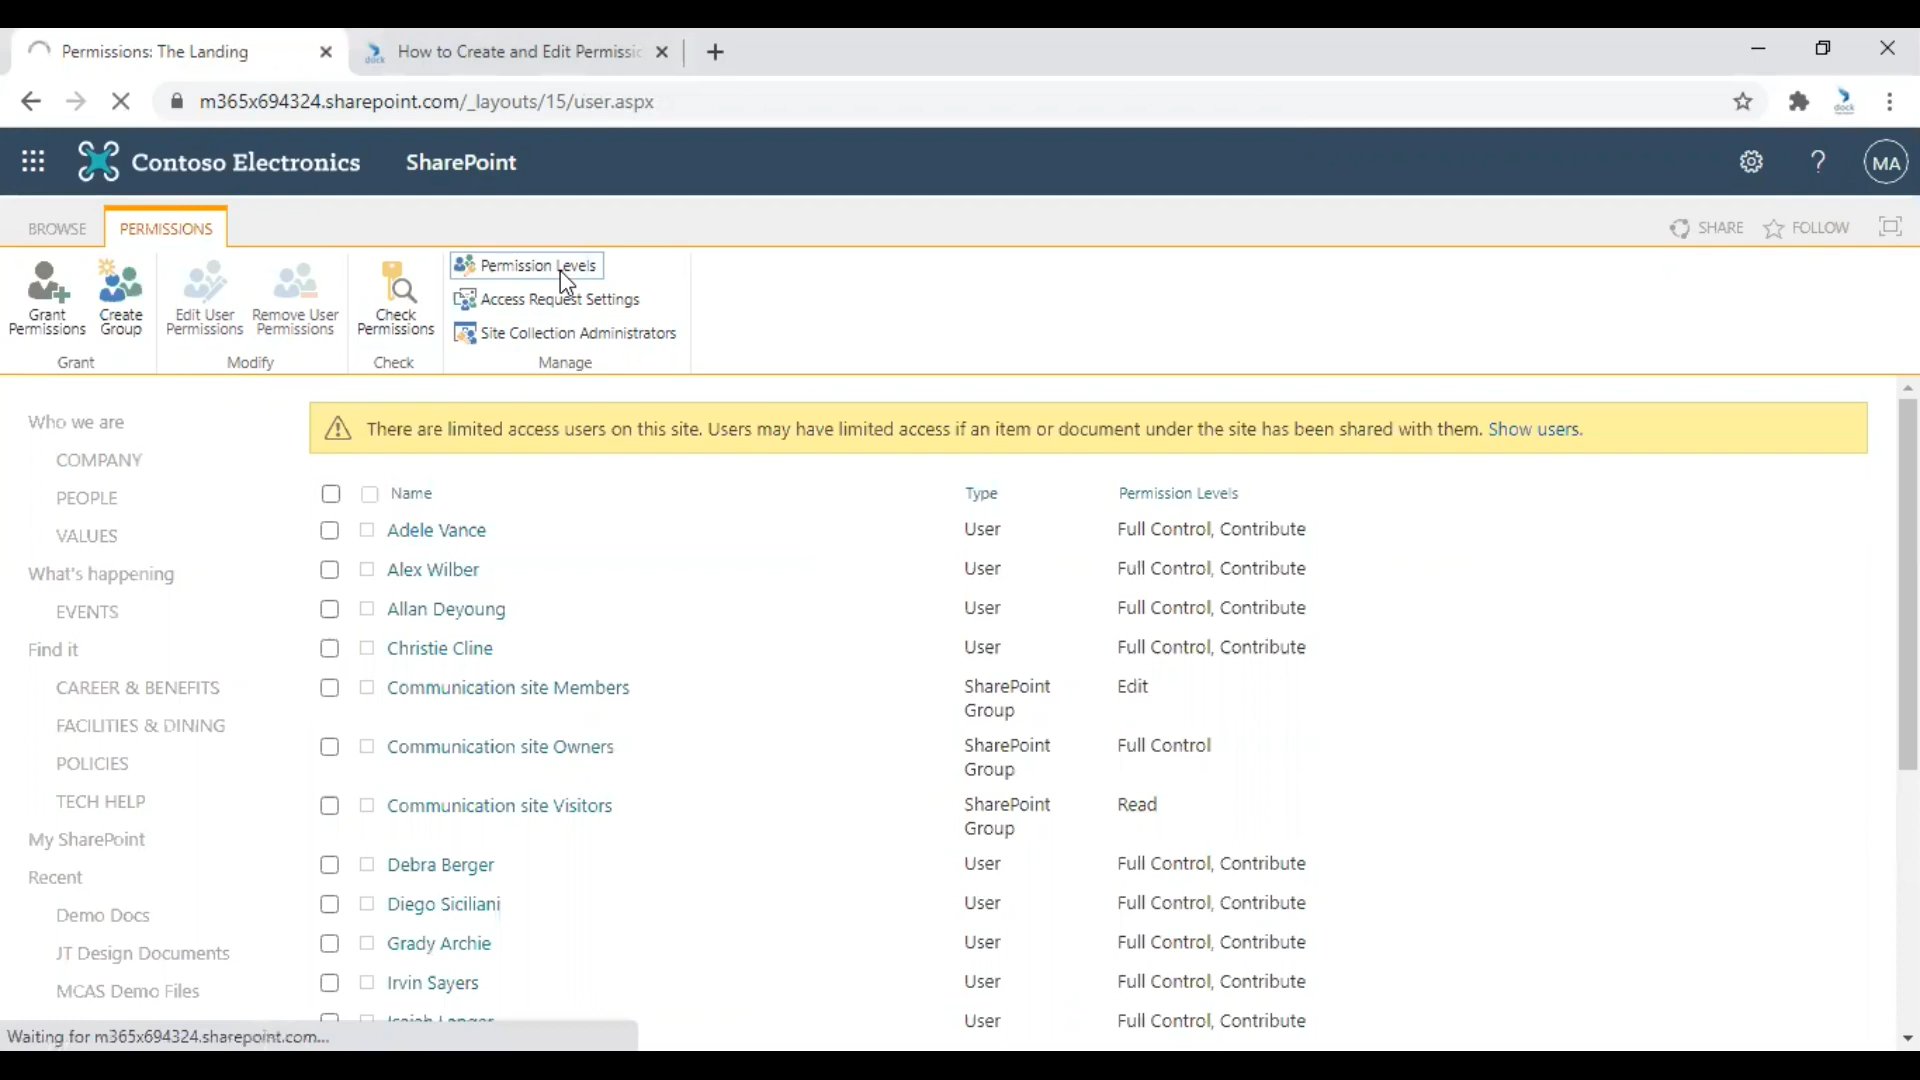 Permissions: The Landing
How to Create and Edit Permissic
m365x694324.sharepoint.com/_layouts/15/user.aspx
dock
Contoso Electronics
SharePoint
?
MA
BROWSE
PERMISSIONS
SHARE
FOLLOW
Grant Permissions
Create Group
Edit User Permissions
Remove User Permissions
Check Permissions
Permission Levels
Access Request Settings
Site Collection Administrators
Grant
Modify
Check
Manage
Who we are
COMPANY
PEOPLE
VALUES
What's happening
EVENTS
Find it
CAREER & BENEFITS
FACILITIES & DINING
POLICIES
TECH HELP
My SharePoint
Recent
Demo Docs
JT Design Documents
MCAS Demo Files
There are limited access users on this site. Users may have limited access if an item or document under the site has been shared with them. Show users.
Name Type Permission Levels
Adele Vance User Full Control, Contribute
Alex Wilber User Full Control, Contribute
Allan Deyoung User Full Control, Contribute
Christie Cline User Full Control, Contribute
Communication site Members SharePoint Group Edit
Communication site Owners SharePoint Group Full Control
Communication site Visitors SharePoint Group Read
Debra Berger User Full Control, Contribute
Diego Siciliani User Full Control, Contribute
Grady Archie User Full Control, Contribute
Irvin Sayers User Full Control, Contribute
User Full Control, Contribute
Waiting for m365x694324.sharepoint.com...